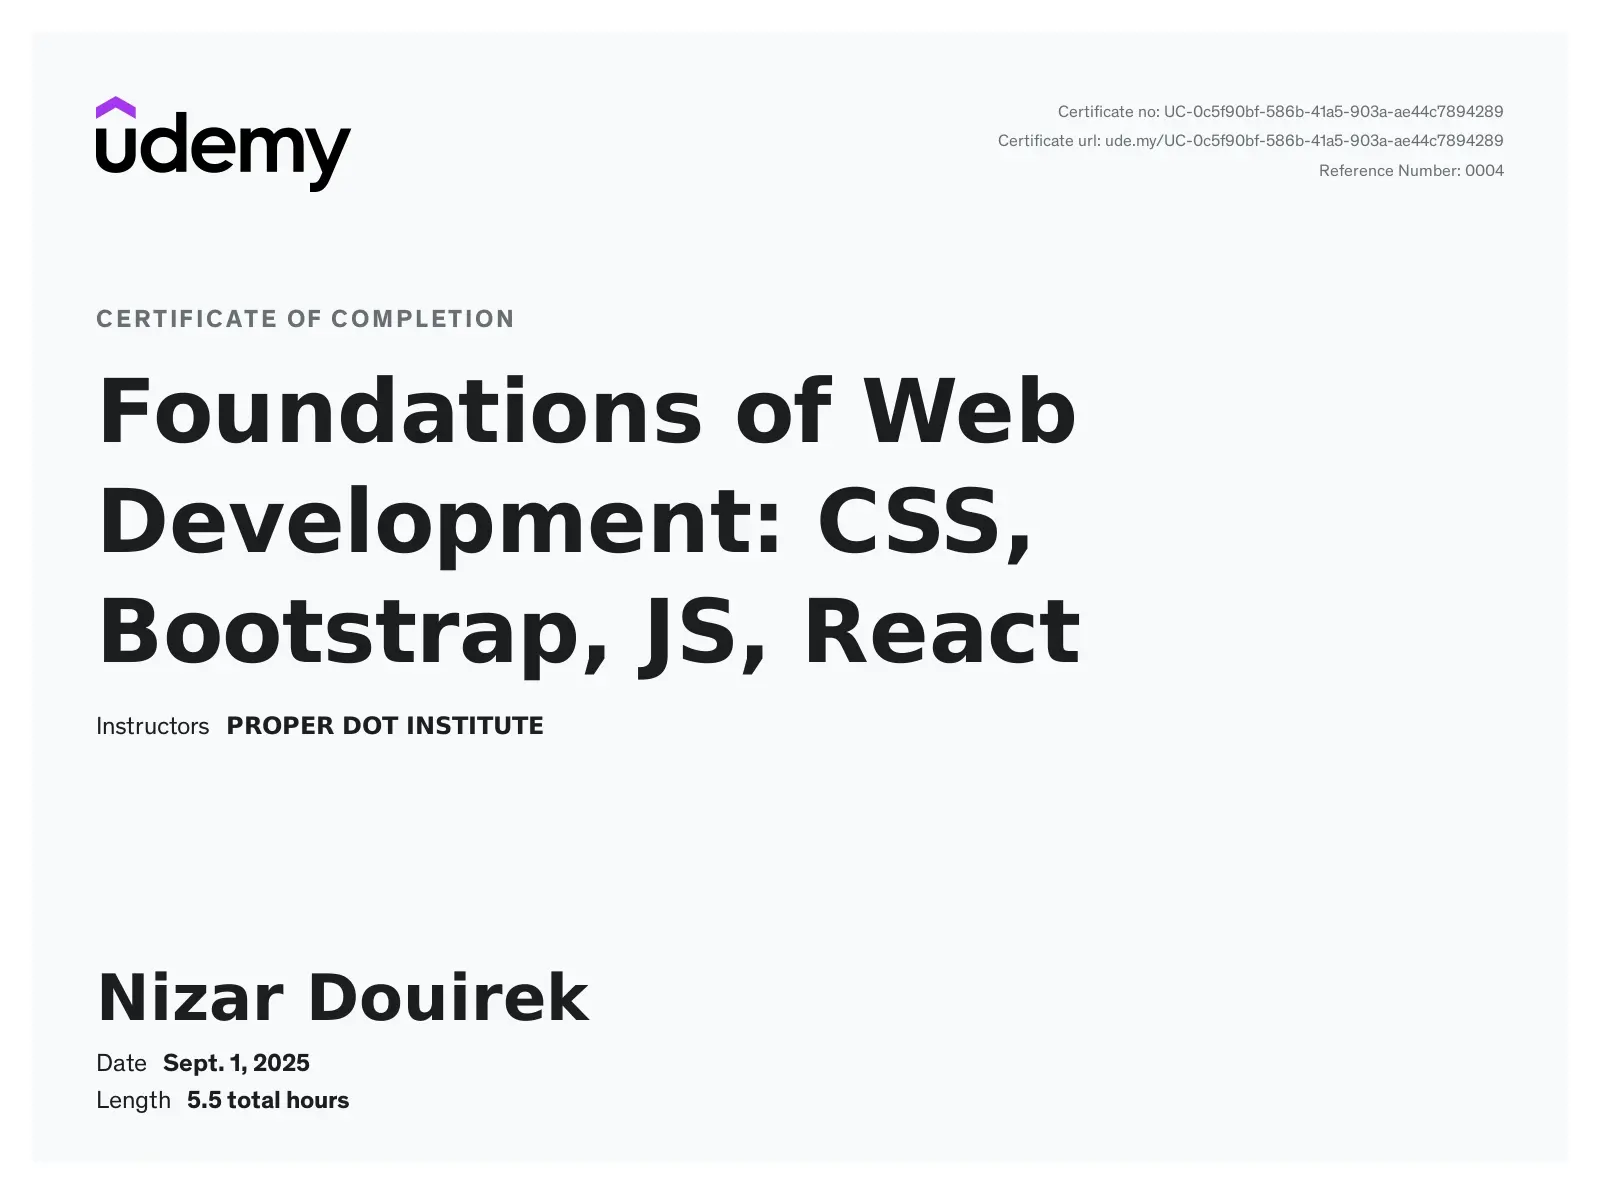 udemy
Certificate no: UC-0c5f90bf-586b-41a5-903a-ae44c7894289
Certificate url: ude.my/UC-0c5f90bf-586b-41a5-903a-ae44c7894289
Reference Number: 0004
CERTIFICATE OF COMPLETION
Foundations of Web
Development: CSS,
Bootstrap, JS, React
Instructors PROPER DOT INSTITUTE
Nizar Douirek
Date Sept. 1, 2025
Length 5.5 total hours